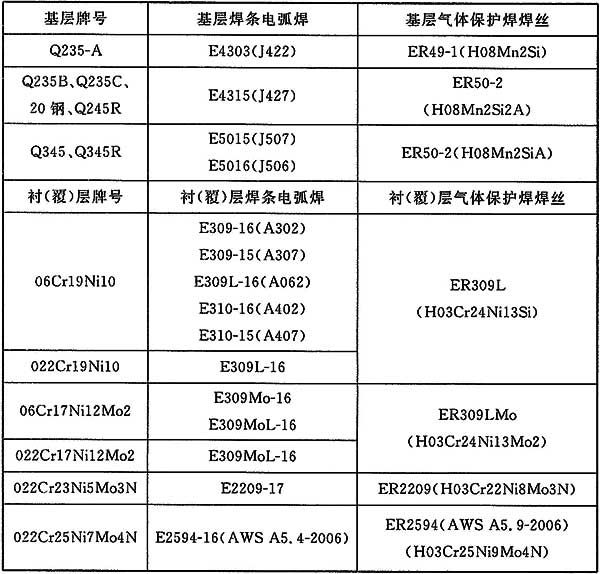 基层牌号 基层焊条电弧焊 基层气体保护焊焊丝
Q235-A E4303(J422) ER49-1(H08Mn2Si)
Q235B、Q235C、
20 钢、Q245R
E4315(J427)
ER50-2
(H08Mn2Si2A)
Q345、Q345R
E5015(J507)
E5016(J506)
ER50-2(H08Mn2SiA)
衬(覆)层牌号 衬(覆)层焊条电弧焊 衬(覆)层气体保护焊焊丝
06Cr19Ni10
E309-16(A302)
E309-15(A307)
E309L-16(A062)
E310-16(A402)
E310-15(A407)
ER309L
(H03Cr24Ni13Si)
022Cr19Ni10 E309L-16
06Cr17Ni12Mo2
E309Mo-16
E309MoL-16
ER309LMo
(H03Cr24Ni13Mo2)
022Cr17Ni12Mo2 E309MoL-16
022Cr23Ni5Mo3N E2209-17 ER2209(H03Cr22Ni8Mo3N)
022Cr25Ni7Mo4N E2594-16(AWS A5.4-2006)
ER2594(AWS A5.9-2006)
(H03Cr25Ni9Mo4N)